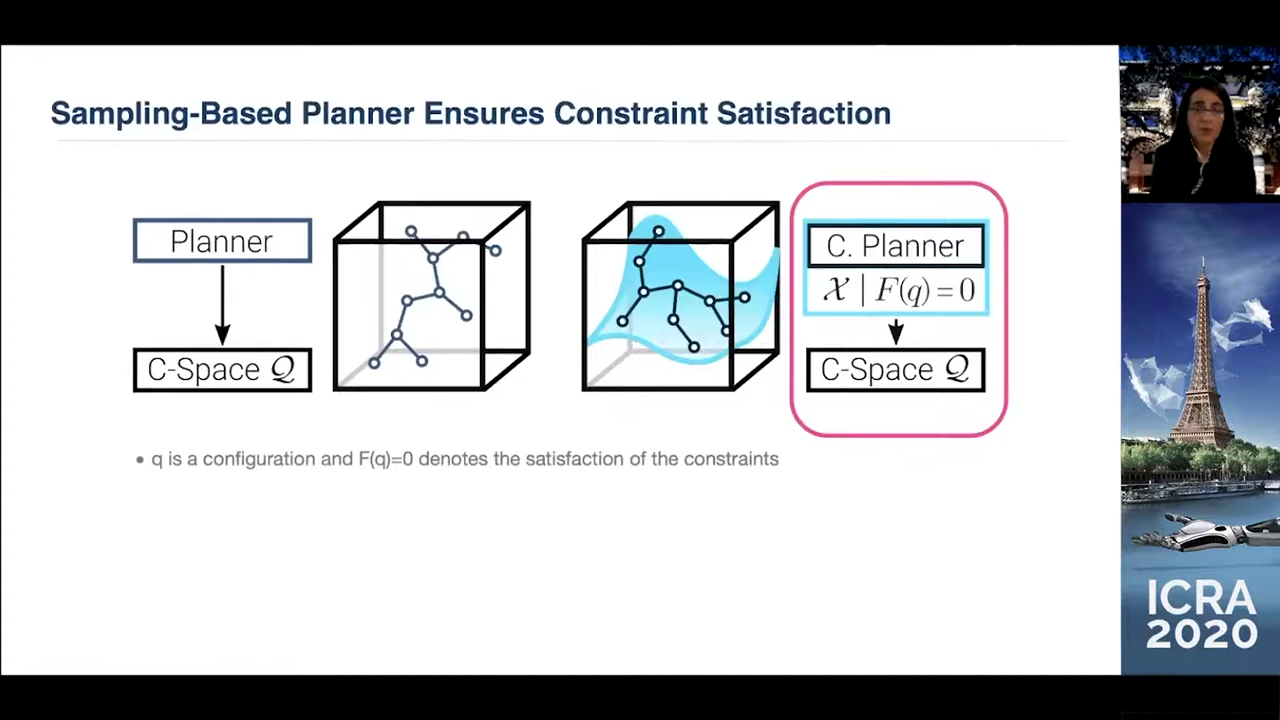 Sampling-Based Planner Ensures Constraint Satisfaction
Planner
C-Space 𝒬
C. Planner
𝒳 | F(q) = 0
C-Space 𝒬
• q is a configuration and F(q)=0 denotes the satisfaction of the constraints
ICRA
2020